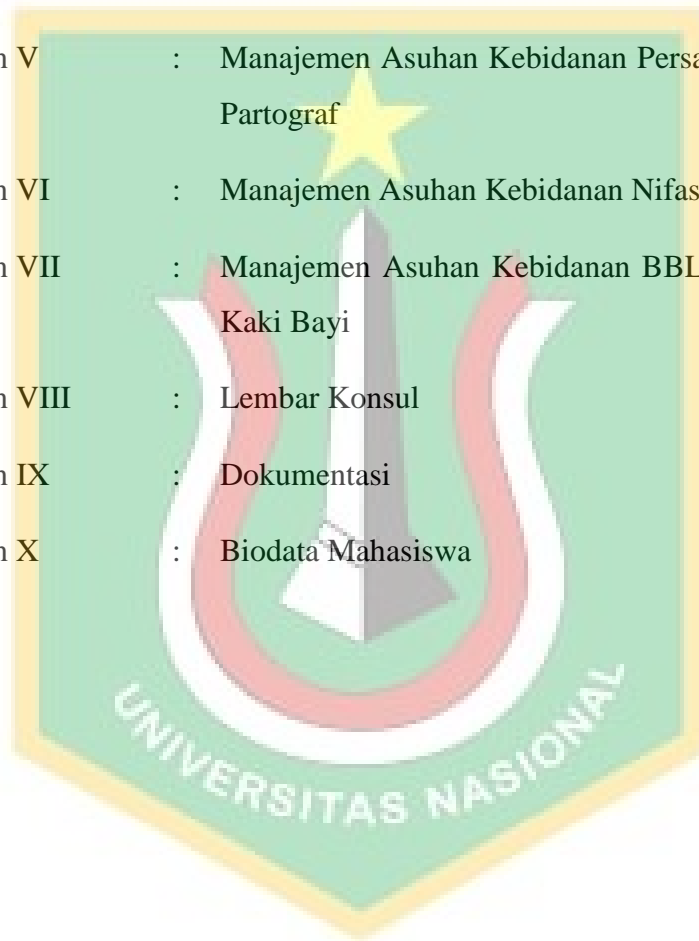 n V : Manajemen Asuhan Kebidanan Persa
Partograf
n VI : Manajemen Asuhan Kebidanan Nifas
n VII : Manajemen Asuhan Kebidanan BBL
Kaki Bayi
n VIII : Lembar Konsul
n IX : Dokumentasi
n X : Biodata Mahasiswa
UNIVERSITAS NASIONAL